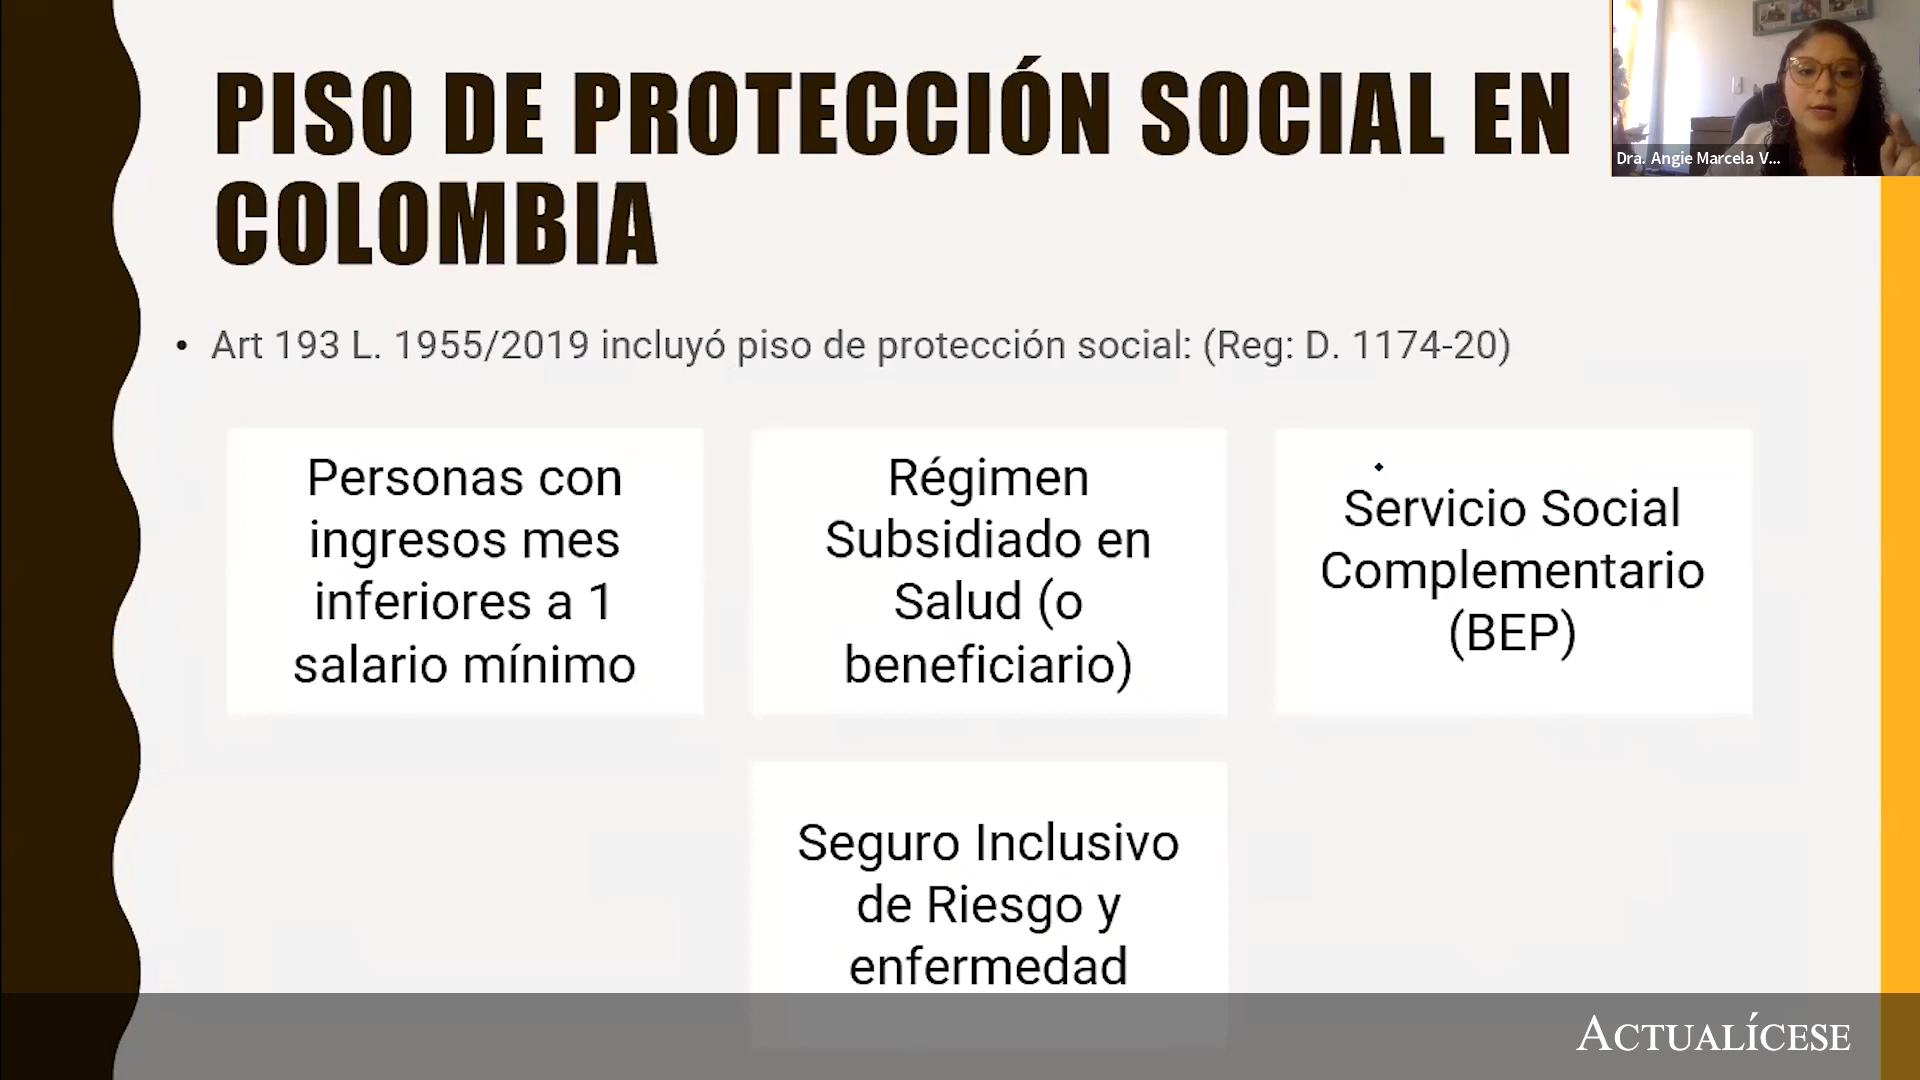 PISO DE PROTECCIÓN SOCIAL EN
COLOMBIA
Dra. Angie Marcela V...
• Art 193 L. 1955/2019 incluyó piso de protección social: (Reg: D. 1174-20)
Personas con
ingresos mes
inferiores a 1
salario mínimo
Régimen
Subsidiado en
Salud (o
beneficiario)
Servicio Social
Complementario
(BEP)
Seguro Inclusivo
de Riesgo y
enfermedad
ACTUALÍCESE